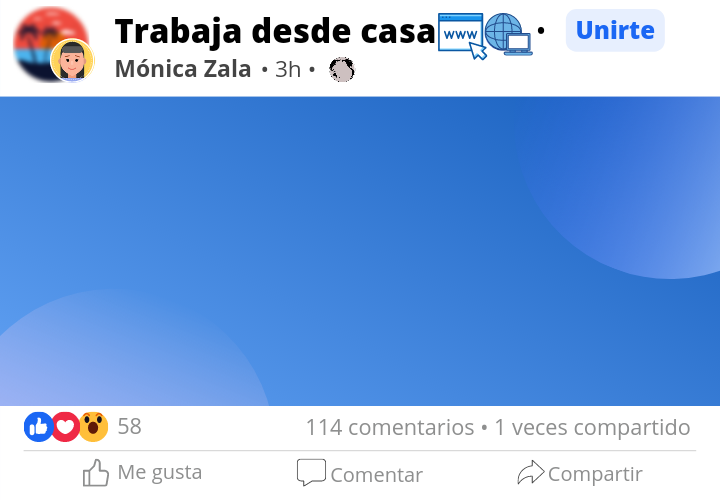 Trabaja desde casa WWW • Unirte
Mónica Zala • 3h •
58 114 comentarios • 1 veces compartido
Me gusta Comentar Compartir